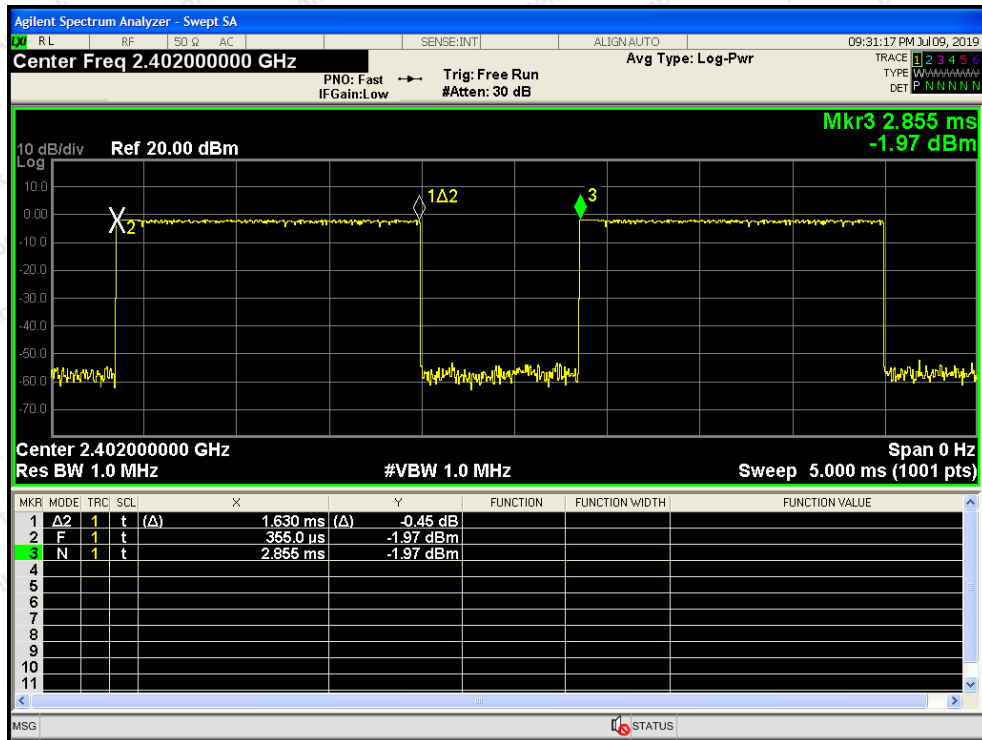 Agilent Spectrum Analyzer - Swept SA
LXI RL RF 50 Ω AC SENSE:INT ALIGN AUTO 09:31:17 PM Jul 09, 2019
Center Freq 2.402000000 GHz Avg Type: Log-Pwr TRACE 1 2 3 4 5 6
PNO: Fast Trig: Free Run TYPE WWWWWW
IFGain:Low #Atten: 30 dB DET P N N N N N
Mkr3 2.855 ms
10 dB/div Ref 20.00 dBm -1.97 dBm
Log
10.0
1Δ2 3
0.00
2
-10.0
-20.0
-30.0
-40.0
-50.0
-60.0
-70.0
Center 2.402000000 GHz Span 0 Hz
Res BW 1.0 MHz #VBW 1.0 MHz Sweep 5.000 ms (1001 pts)
MKR MODE TRC SCL X Y FUNCTION FUNCTION WIDTH FUNCTION VALUE
1 Δ2 1 t (Δ) 1.630 ms (Δ) -0.45 dB
2 F 1 t 355.0 µs -1.97 dBm
3 N 1 t 2.855 ms -1.97 dBm
4
5
6
7
8
9
10
11
MSG STATUS